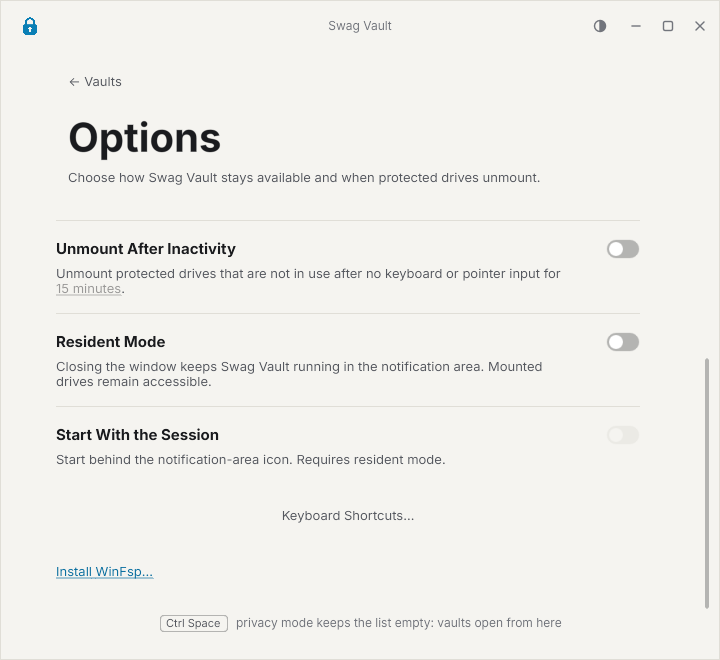 Swag Vault
← Vaults
Options
Choose how Swag Vault stays available and when protected drives unmount.
Unmount After Inactivity
Unmount protected drives that are not in use after no keyboard or pointer input for
15 minutes.
Resident Mode
Closing the window keeps Swag Vault running in the notification area. Mounted
drives remain accessible.
Start With the Session
Start behind the notification-area icon. Requires resident mode.
Keyboard Shortcuts...
Install WinFsp...
Ctrl Space privacy mode keeps the list empty: vaults open from here